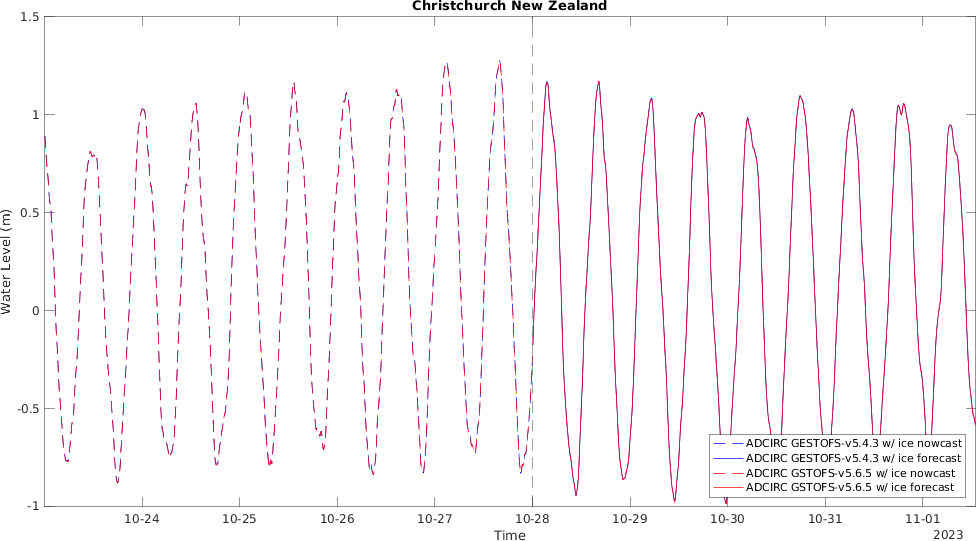 Christchurch New Zealand
1.5
1
0.5
0
-0.5
-1
Water Level (m)
ADCIRC GESTOFS-v5.4.3 w/ ice nowcast
ADCIRC GESTOFS-v5.4.3 w/ ice forecast
ADCIRC GSTOFS-v5.6.5 w/ ice nowcast
ADCIRC GSTOFS-v5.6.5 w/ ice forecast
10-24 10-25 10-26 10-27 10-28 10-29 10-30 10-31 11-01
Time
2023